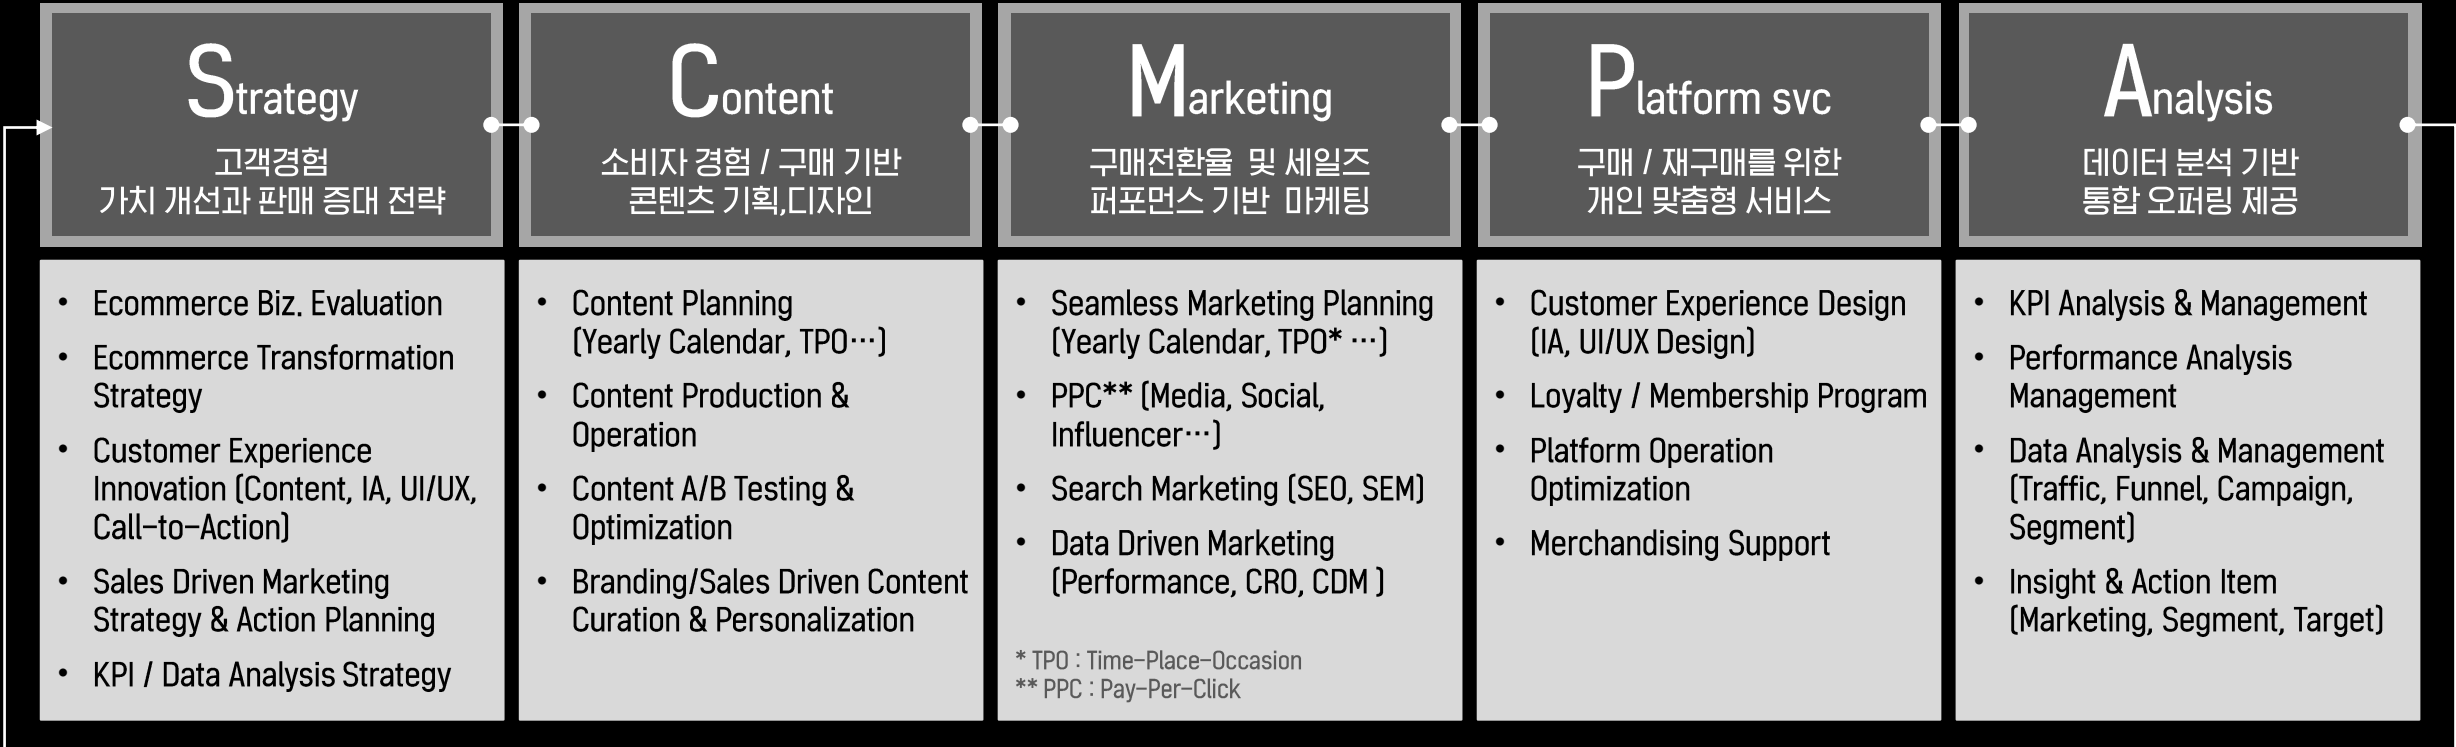 Strategy
고객경험
가치 개선과 판매 증대 전략
Content
소비자 경험 / 구매 기반
콘텐츠 기획,디자인
Marketing
구매전환율 및 세일즈
퍼포먼스 기반 마케팅
Platform svc
구매 / 재구매를 위한
개인 맞춤형 서비스
Analysis
데이터 분석 기반
통합 오퍼링 제공
• Ecommerce Biz. Evaluation
• Ecommerce Transformation
Strategy
• Customer Experience
Innovation (Content, IA, UI/UX,
Call-to-Action)
• Sales Driven Marketing
Strategy & Action Planning
• KPI / Data Analysis Strategy
• Content Planning
(Yearly Calendar, TPO···)
• Content Production &
Operation
• Content A/B Testing &
Optimization
• Branding/Sales Driven Content
Curation & Personalization
• Seamless Marketing Planning
(Yearly Calendar, TPO* ···)
• PPC** (Media, Social,
Influencer···)
• Search Marketing (SEO, SEM)
• Data Driven Marketing
(Performance, CRO, CDM )
* TPO : Time-Place-Occasion
** PPC : Pay-Per-Click
• Customer Experience Design
(IA, UI/UX Design)
• Loyalty / Membership Program
• Platform Operation
Optimization
• Merchandising Support
• KPI Analysis & Management
• Performance Analysis
Management
• Data Analysis & Management
(Traffic, Funnel, Campaign,
Segment)
• Insight & Action Item
(Marketing, Segment, Target)